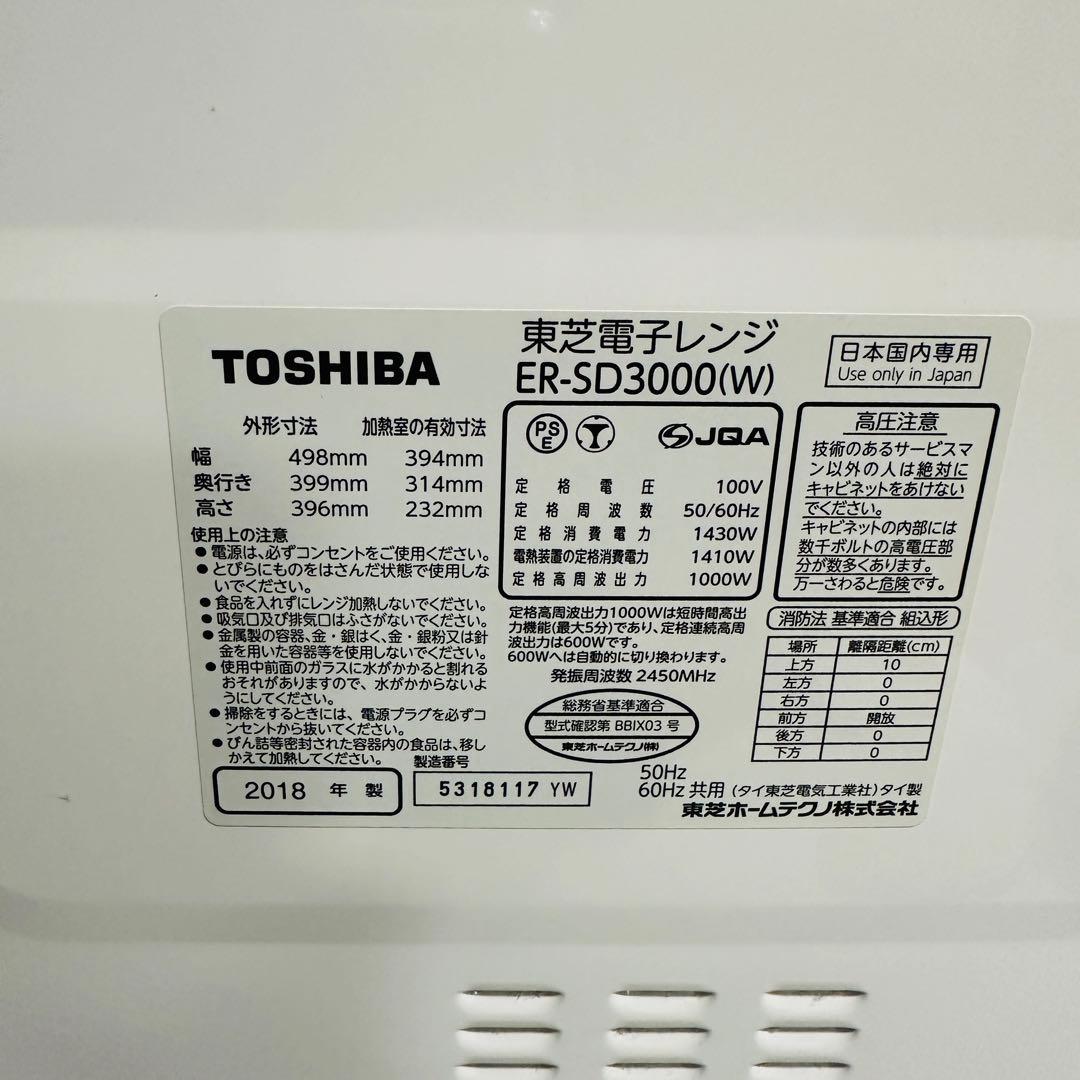 TOSHIBA
東芝電子レンジ
ER-SD3000(W)
日本国内専用
Use only in Japan
外形寸法 加熱室の有効寸法
幅 498mm 394mm
奥行き 399mm 314mm
高さ 396mm 232mm
使用上の注意
●電源は、必ずコンセントをご使用ください。
●とびらにものをはさんだ状態で使用しな
いでください。
●食品を入れずにレンジ加熱しないでください。
●吸気口及び排気口はふさがないでください。
●金属製の容器、金・銀はく、金・銀粉又は針
金を用いた容器等を使用しないでください。
●使用中前面のガラスに水がかかると割れる
おそれがありますので、水がかからないよ
うにしてください。
●掃除をするときには、電源プラグを必ずコ
ンセントから抜いてください。
●びん詰等密封された容器内の食品は、移し
かえて加熱してください。
2018 年 製
製造番号
5318117 YW
PS
E
JQA
定格電圧 100V
定格周波数 50/60Hz
定格消費電力 1430W
電熱装置の定格消費電力 1410W
定格高周波出力 1000W
定格高周波出力1000Wは短時間高出
力機能(最大5分)であり、定格連続高周
波出力は600Wです。
600Wへは自動的に切り換わります。
発振周波数 2450MHz
総務省基準適合
型式確認第 BBIX03 号
東芝ホームテクノ(株)
高圧注意
技術のあるサービスマ
ン以外の人は絶対に
キャビネットをあけない
でください。
キャビネットの内部には
数千ボルトの高電圧部
分が数多くあります。
万一さわると危険です。
消防法 基準適合 組込形
場所 離隔距離(cm)
上方 10
左方 0
右方 0
前方 開放
後方 0
下方 0
50Hz
60Hz 共用 (タイ東芝電気工業社)タイ製
東芝ホームテクノ株式会社